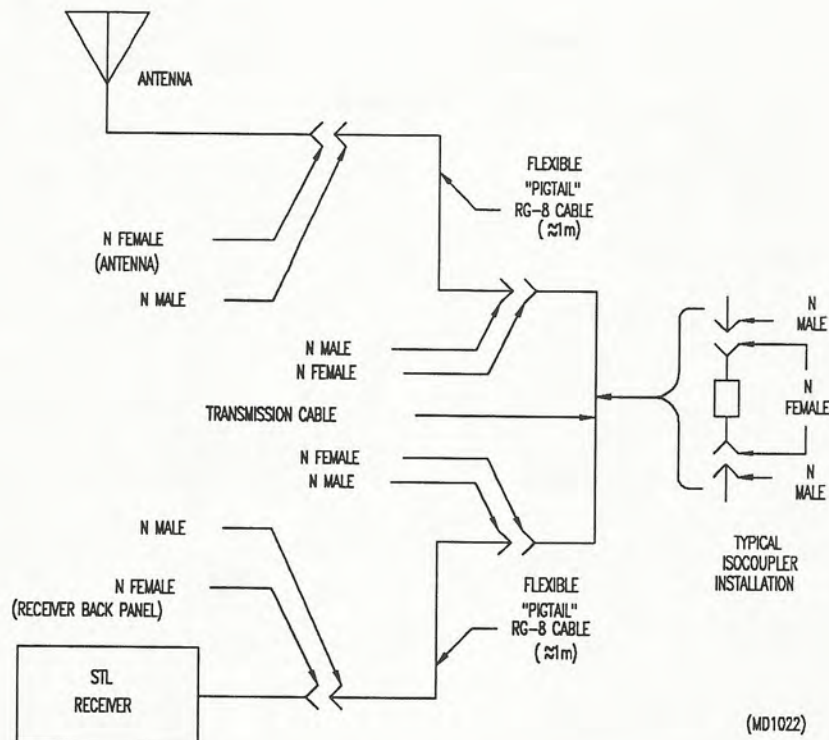 ANTENNA
FLEXIBLE
"PIGTAIL"
RG-8 CABLE
(≈1m)
N FEMALE
(ANTENNA)
N MALE
N
MALE
N MALE
N FEMALE
N
FEMALE
TRANSMISSION CABLE
N FEMALE
N MALE
N
MALE
N MALE
TYPICAL
ISOCOUPLER
INSTALLATION
N FEMALE
(RECEIVER BACK PANEL)
FLEXIBLE
"PIGTAIL"
RG-8 CABLE
(≈1m)
STL
RECEIVER
(MD1022)